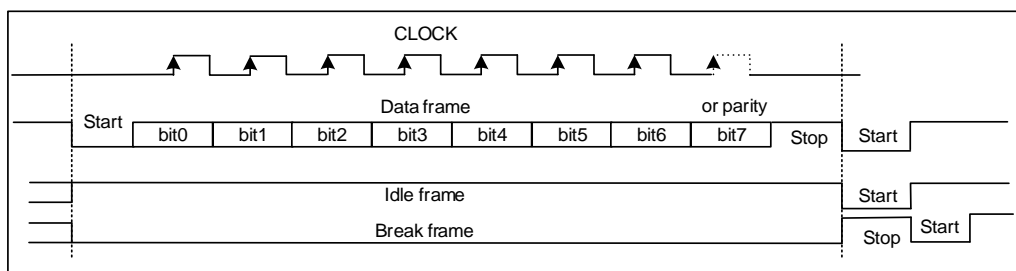 CLOCK
Data frame or parity
Start bit0 bit1 bit2 bit3 bit4 bit5 bit6 bit7 Stop Start
Idle frame Start
Break frame Stop Start